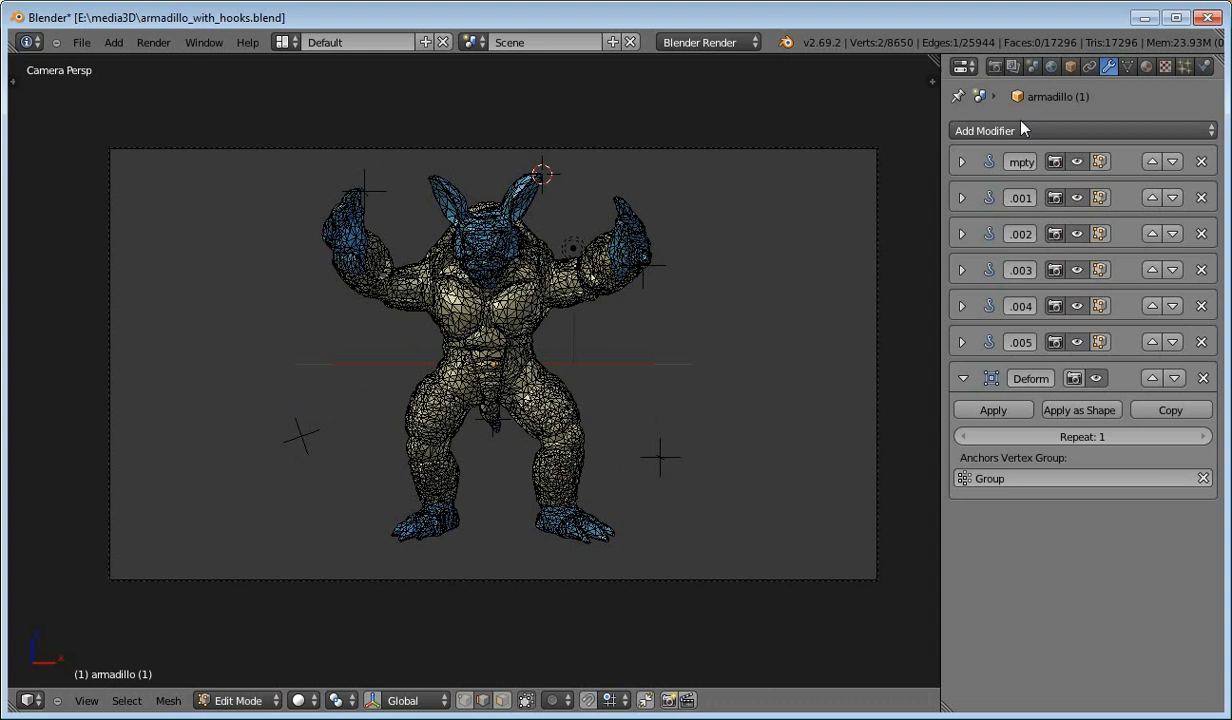 Blender* [E:\media3D\armadillo_with_hooks.blend]
File Add Render Window Help Default Scene Blender Render v2.69.2 | Verts:2/8650 | Edges:1/25944 | Faces:0/17296 | Tris:17296 | Mem:23.93M (0
Camera Persp
armadillo (1)
Add Modifier
mpty
.001
.002
.003
.004
.005
Deform
Apply Apply as Shape Copy
Repeat: 1
Anchors Vertex Group:
Group
(1) armadillo (1)
View Select Mesh Edit Mode Global